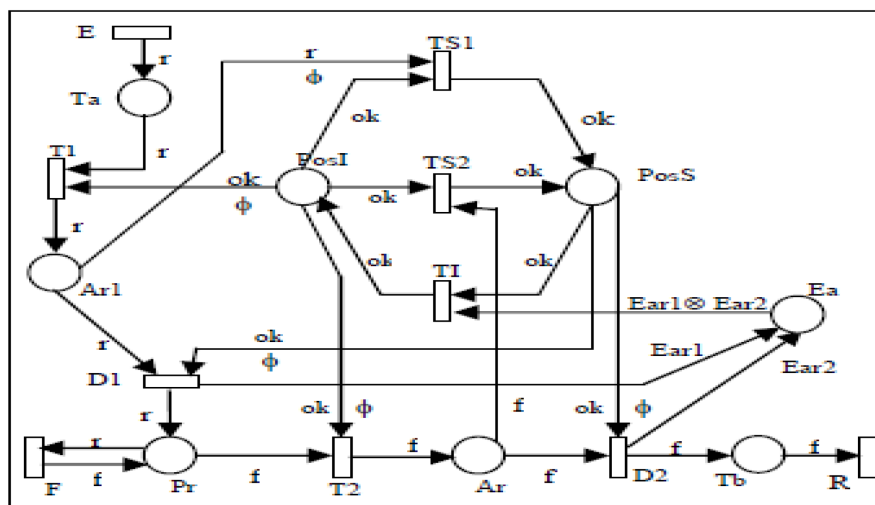 E
r
Ta
r
T1
r
Ar1
r
ϕ
TS1
ok
ok
PosI
ok
ϕ
ok
TS2
ok
PosS
ok
TI
ok
Ear1⊗ Ear2
Ea
r
ok
ϕ
Ear1
Ear2
D1
r
ok
ϕ
f
ok
ϕ
r
f
F
Pr
f
T2
f
Ar
f
D2
f
Tb
f
R